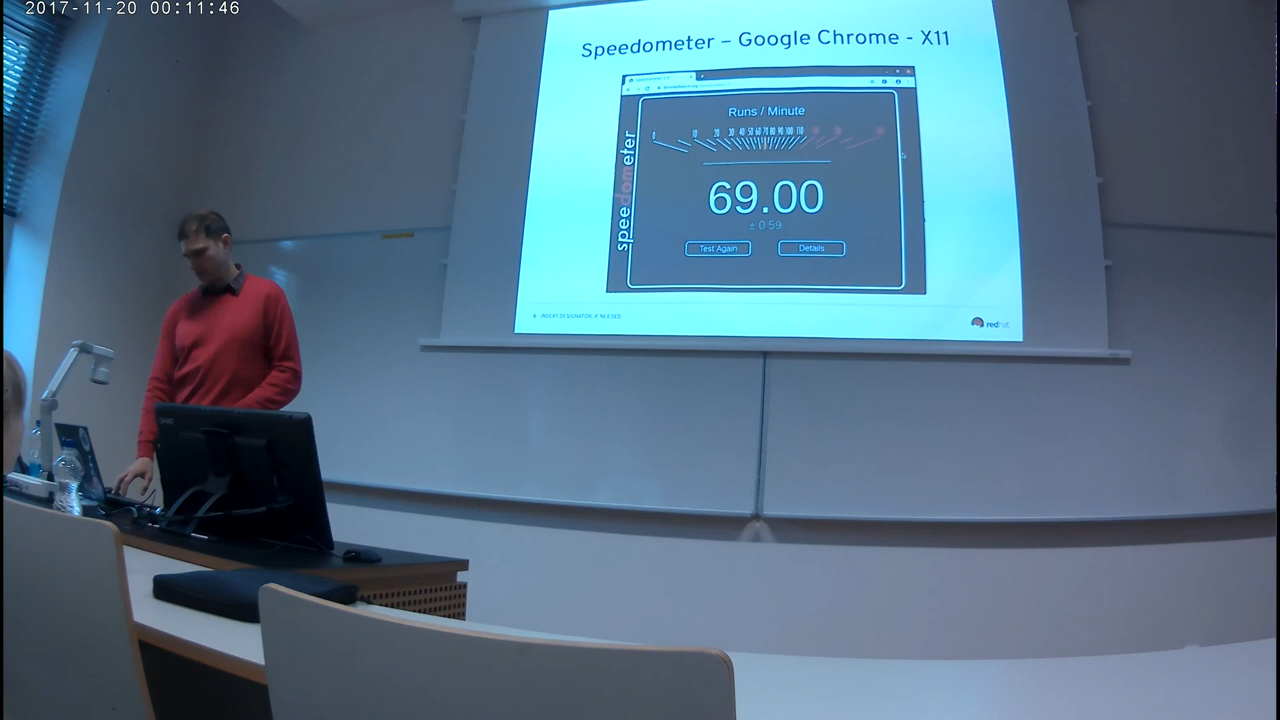 2017-11-20 00:11:46
Speedometer – Google Chrome - X11
Runs / Minute
0 10 20 30 40 50 60 70 80 90 100 110
speedometer
69.00
± 0.59
Test Again
Details
6 INSERT DESIGNATOR, IF NEEDED
redhat